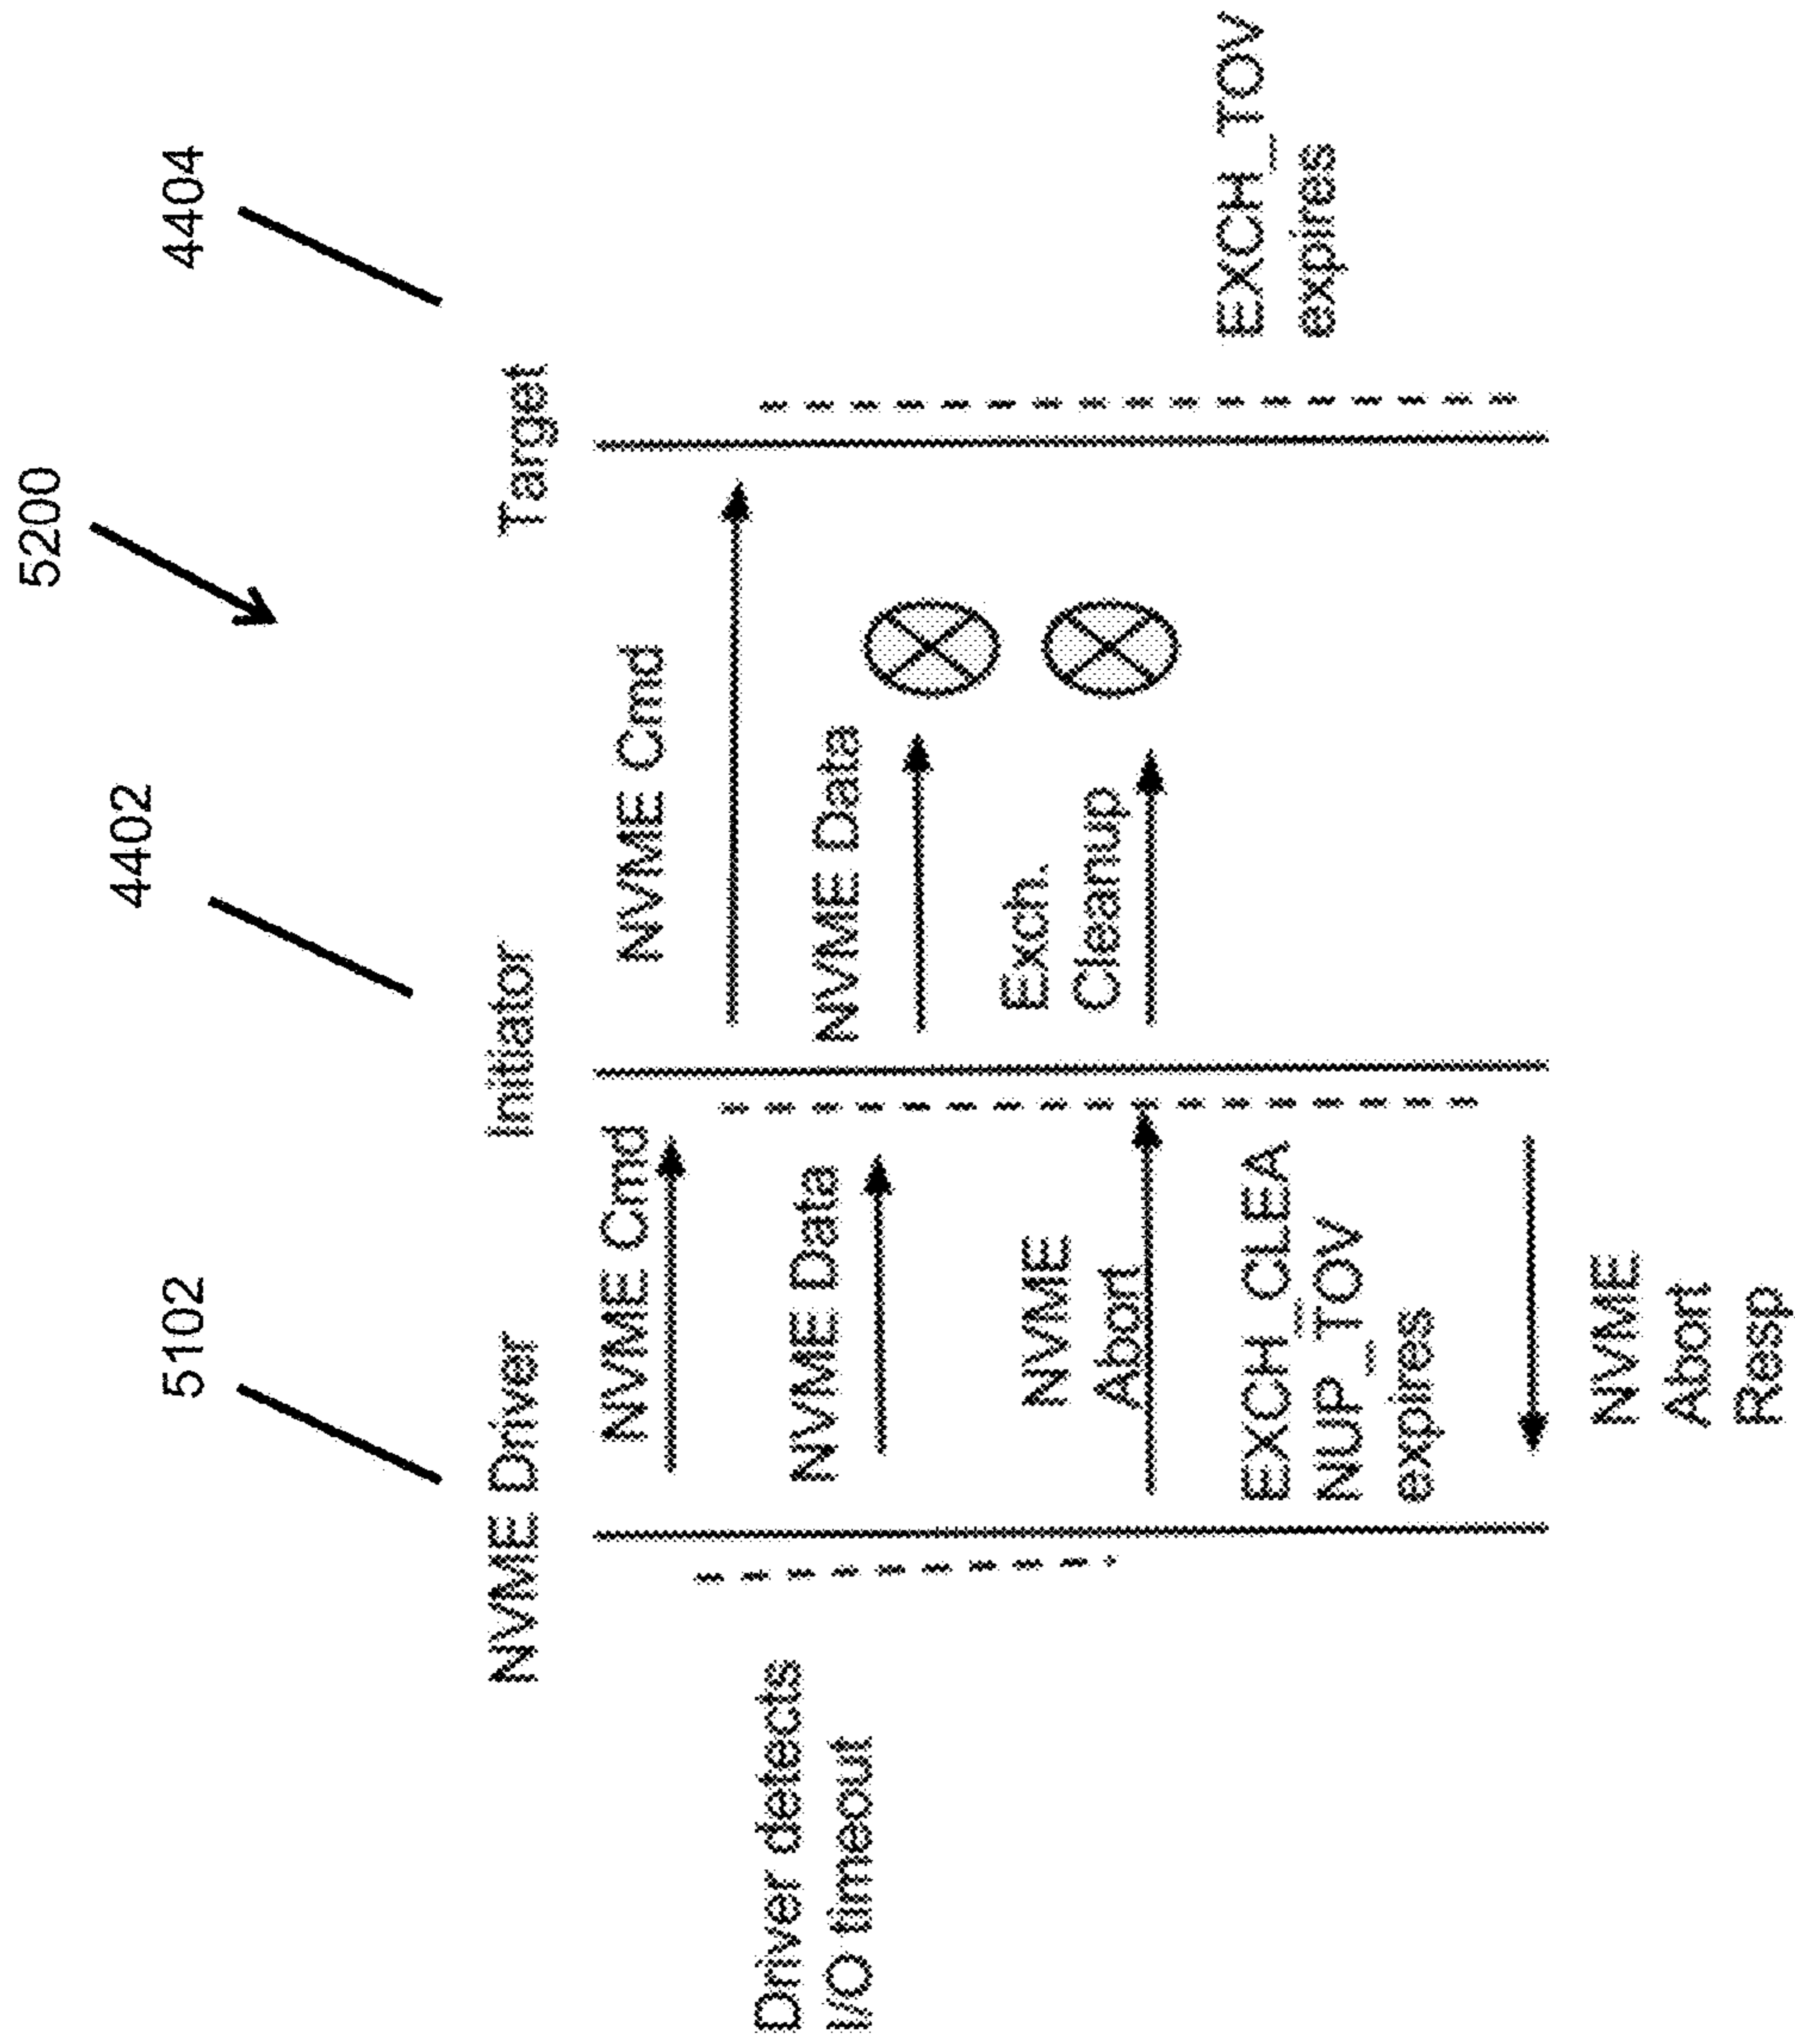 5200
5102
4402
4404
NVME Driver
Initiator
Target
NVME Cmd
NVME Cmd
Driver detects
I/O timeout
NVME Data
NVME Data
NVME
Abort
Exch.
Cleanup
EXCH_CLEA
NUP_TOV
expires
EXCH_TOV
expires
NVME
Abort
Resp